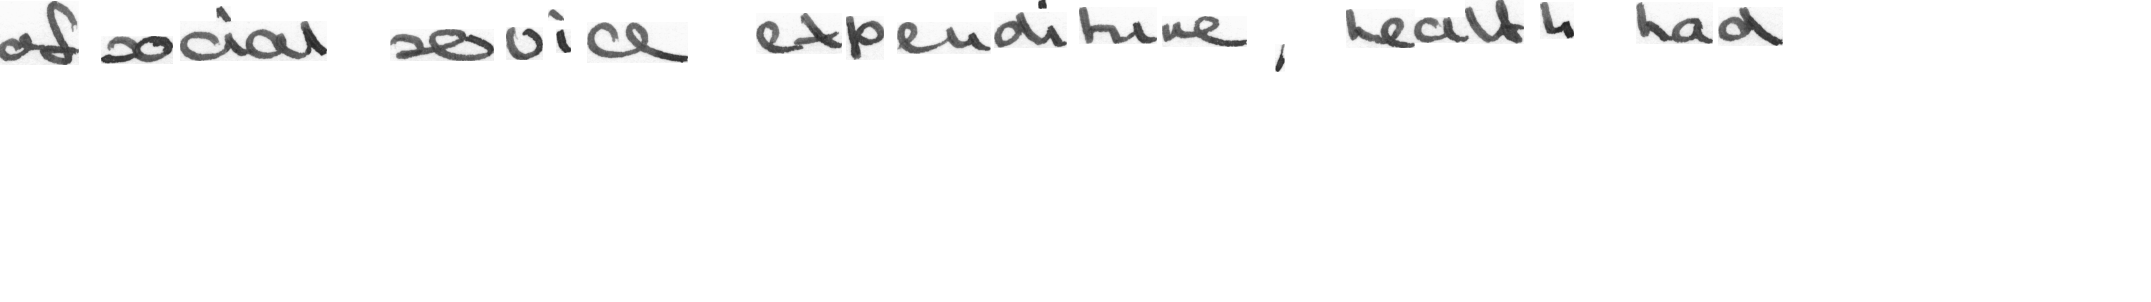 of social service expenditure, health had